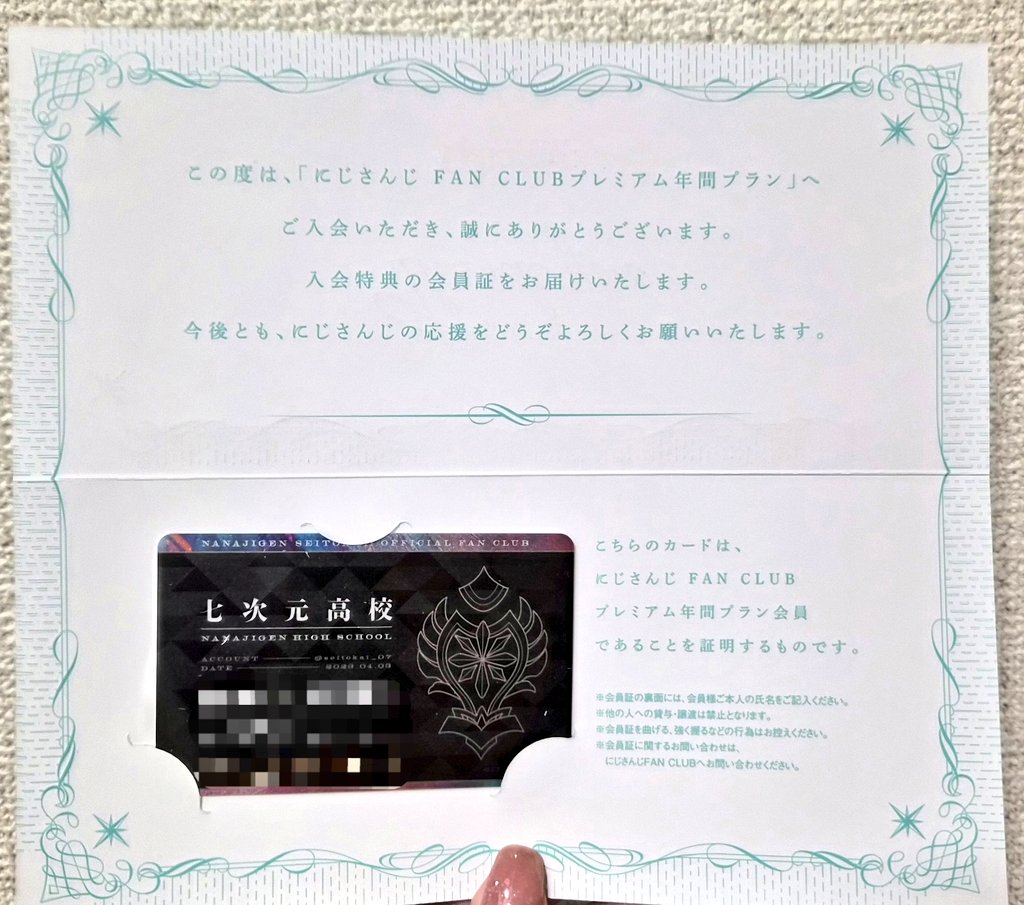 この度は、「にじさんじ FAN CLUBプレミアム年間プラン」へ
ご入会いただき、誠にありがとうございます。
入会特典の会員証をお届けいたします。
今後とも、にじさんじの応援をどうぞよろしくお願いいたします。
NANAJIGEN OFFICIAL FAN CLUB
七次元高校
NANAJIGEN HIGH SCHOOL
ACCOUNT @seitokai_07
DATE
こちらのカードは、
にじさんじ FAN CLUB
プレミアム年間プラン会員
であることを証明するものです。
※会員証の裏面には、会員様ご本人の氏名をご記入ください。
※他の人への貸与・譲渡は禁止となります。
※会員証を曲げる、強く握るなどの行為はお控えください。
※会員証に関するお問い合わせは、
にじさんじFAN CLUBへお問い合わせください。